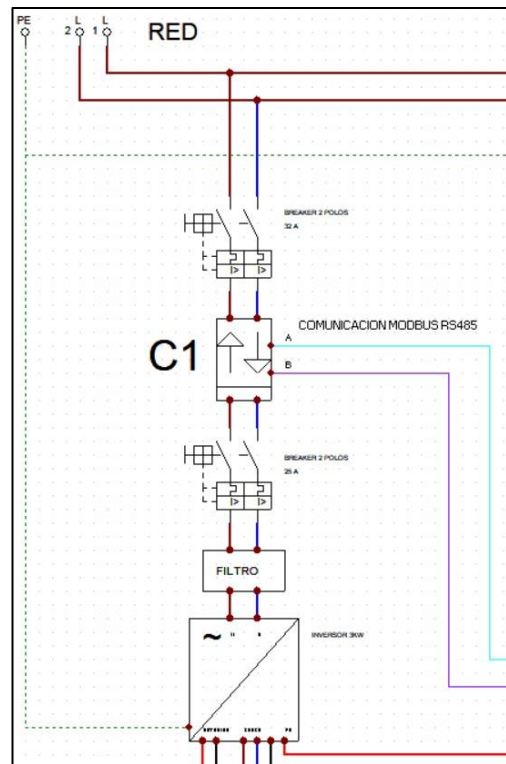 PE
L
2
L
1
RED
BREAKER 2 POLOS
32 A
COMUNICACION MODBUS RS485
A
C1
B
BREAKER 2 POLOS
25 A
FILTRO
INVERSOR 3KW